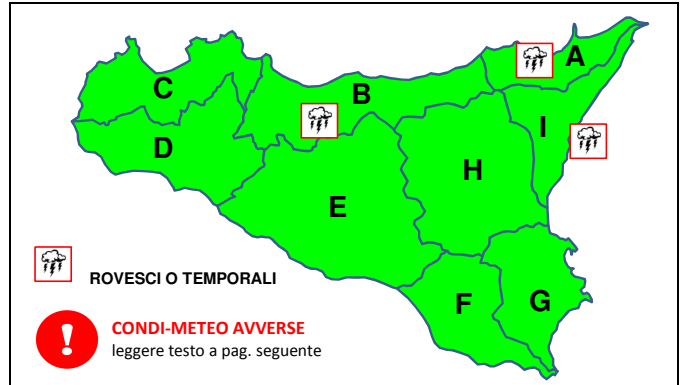 A
C
B
I
D
H
E
ROVESCI O TEMPORALI
F
G
!
CONDI-METEO AVVERSE
leggere testo a pag. seguente